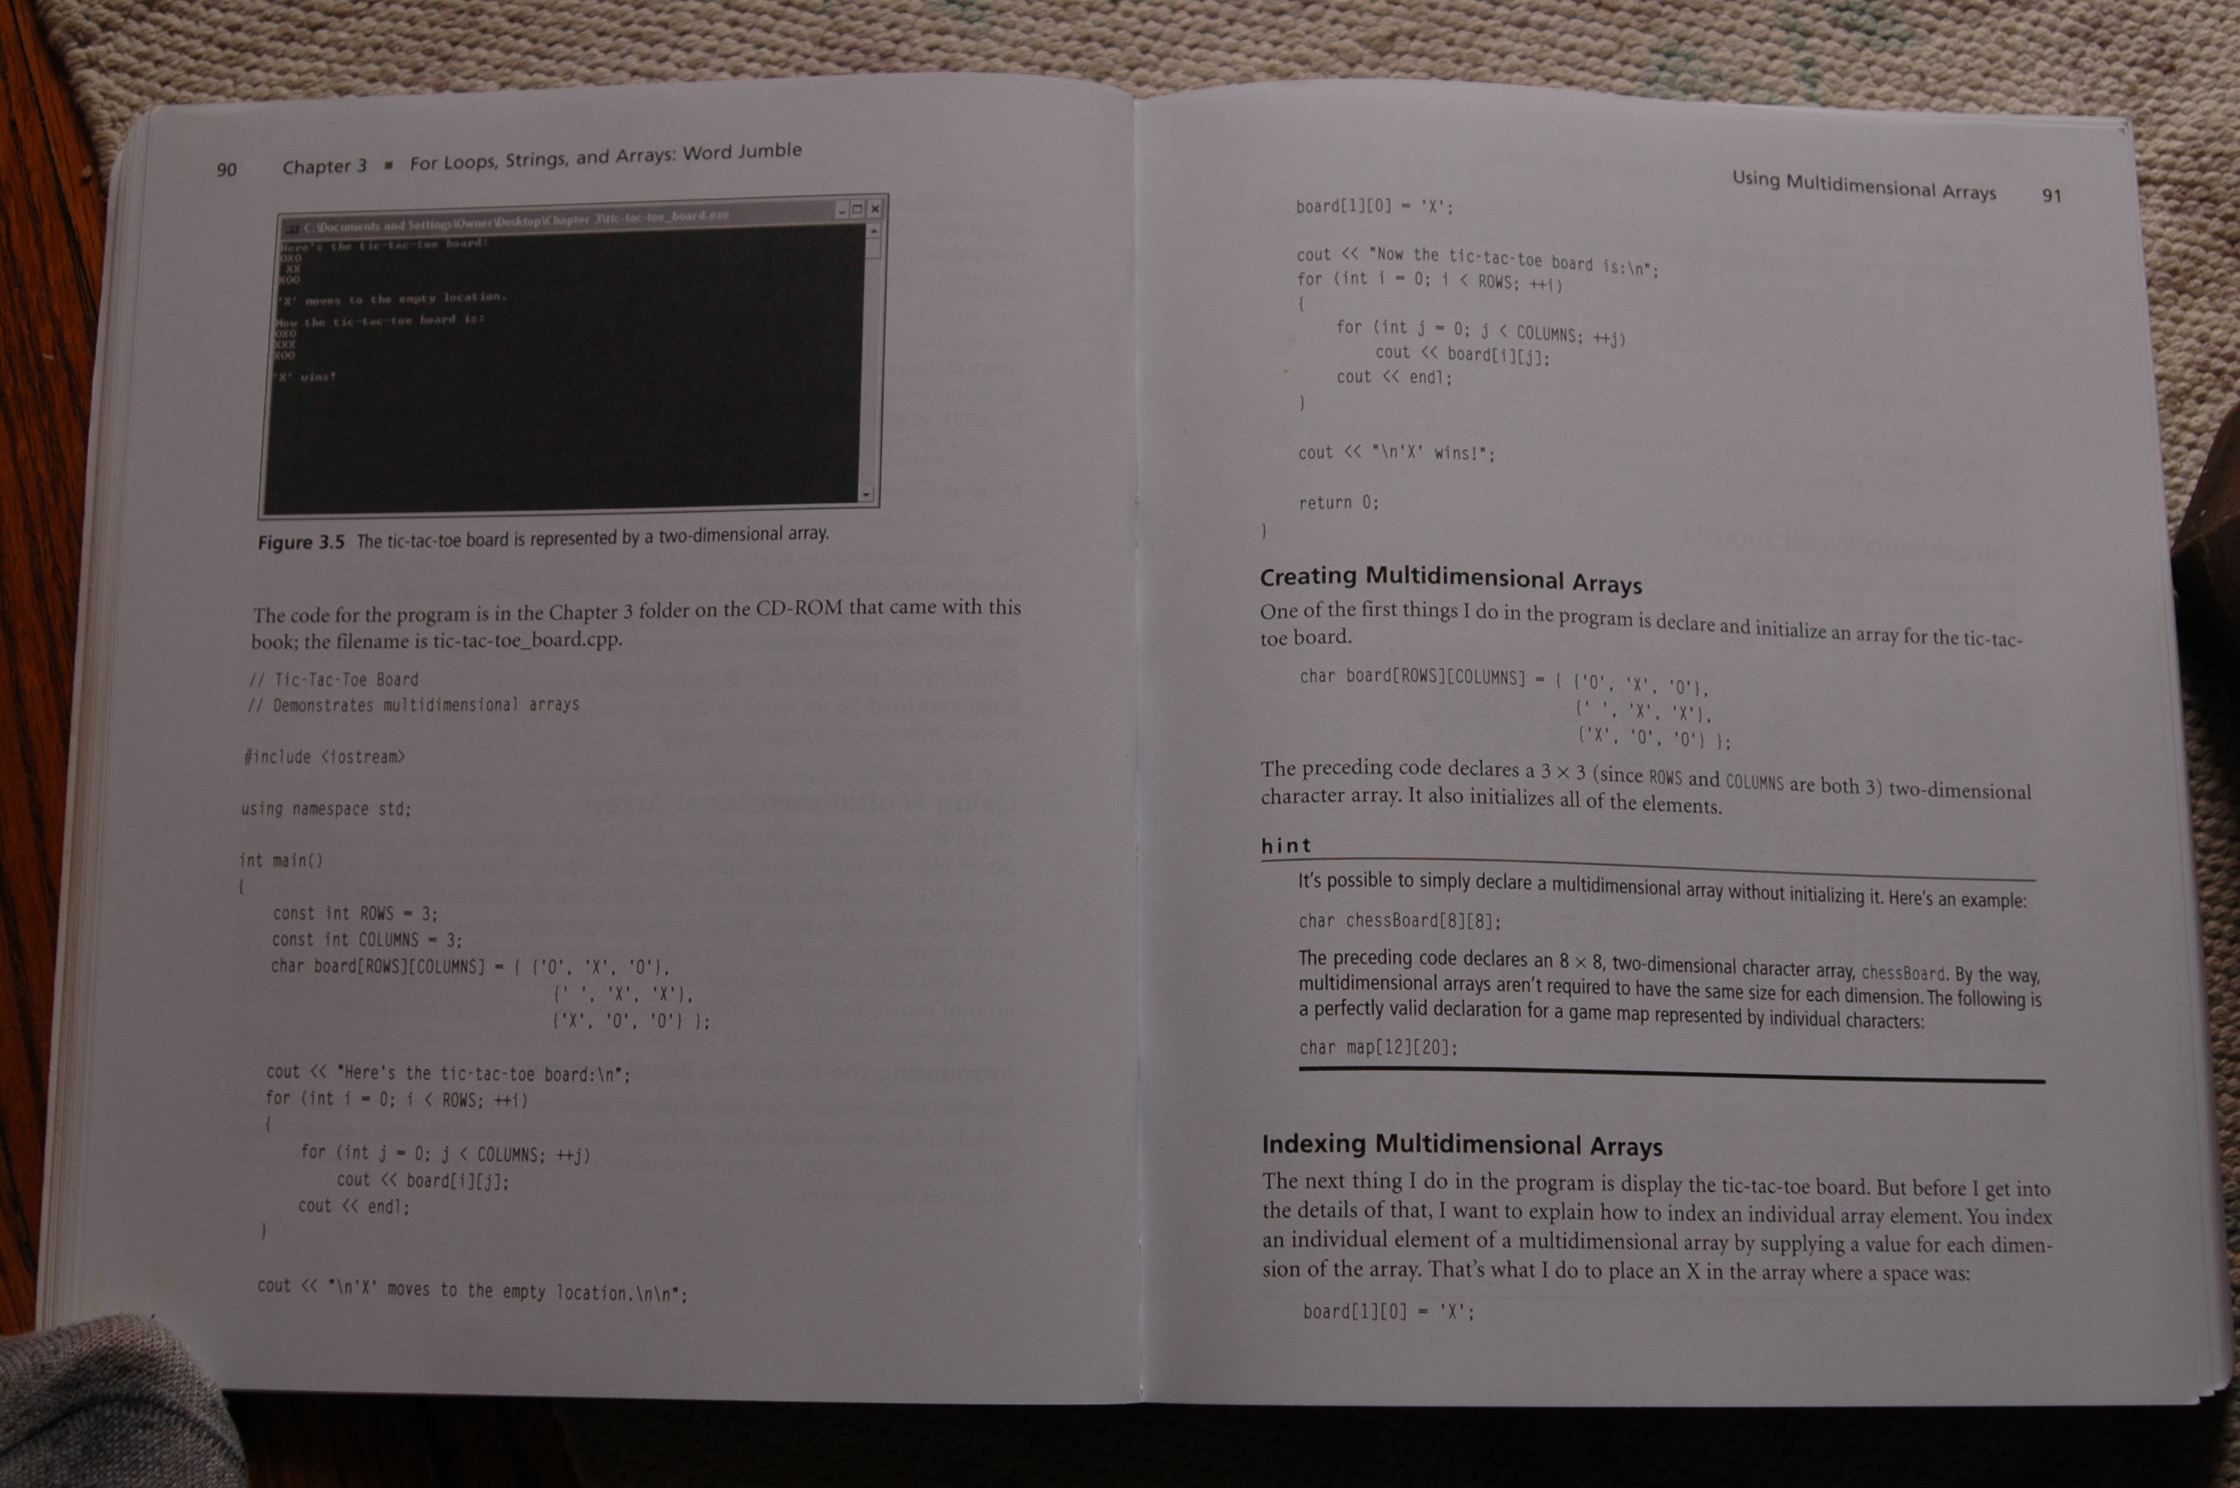 90 Chapter 3 ■ For Loops, Strings, and Arrays: Word Jumble
C:\Documents and Settings\Owner\Desktop\Chapter 3\tic-tac-toe_board.exe
Here's the tic-tac-toe board:
OXO
 XX
XOO
'X' moves to the empty location.
Now the tic-tac-toe board is:
OXO
XXX
XOO
'X' wins!
Figure 3.5 The tic-tac-toe board is represented by a two-dimensional array.
The code for the program is in the Chapter 3 folder on the CD-ROM that came with this
book; the filename is tic-tac-toe_board.cpp.
// Tic-Tac-Toe Board
// Demonstrates multidimensional arrays
#include <iostream>
using namespace std;
int main()
{
const int ROWS = 3;
const int COLUMNS = 3;
char board[ROWS][COLUMNS] = { {'O', 'X', 'O'},
{' ', 'X', 'X'},
{'X', 'O', 'O'} };
cout << "Here's the tic-tac-toe board:\n";
for (int i = 0; i < ROWS; ++i)
{
for (int j = 0; j < COLUMNS; ++j)
cout << board[i][j];
cout << endl;
}
cout << "\n'X' moves to the empty location.\n\n";
Using Multidimensional Arrays 91
board[1][0] = 'X';
cout << "Now the tic-tac-toe board is:\n";
for (int i = 0; i < ROWS; ++i)
{
for (int j = 0; j < COLUMNS; ++j)
cout << board[i][j];
cout << endl;
}
cout << "\n'X' wins!";
return 0;
}
Creating Multidimensional Arrays
One of the first things I do in the program is declare and initialize an array for the tic-tac-
toe board.
char board[ROWS][COLUMNS] = { {'O', 'X', 'O'},
{' ', 'X', 'X'},
{'X', 'O', 'O'} };
The preceding code declares a 3 × 3 (since ROWS and COLUMNS are both 3) two-dimensional
character array. It also initializes all of the elements.
hint
It's possible to simply declare a multidimensional array without initializing it. Here's an example:
char chessBoard[8][8];
The preceding code declares an 8 × 8, two-dimensional character array, chessBoard. By the way,
multidimensional arrays aren't required to have the same size for each dimension. The following is
a perfectly valid declaration for a game map represented by individual characters:
char map[12][20];
Indexing Multidimensional Arrays
The next thing I do in the program is display the tic-tac-toe board. But before I get into
the details of that, I want to explain how to index an individual array element. You index
an individual element of a multidimensional array by supplying a value for each dimen-
sion of the array. That's what I do to place an X in the array where a space was:
board[1][0] = 'X';